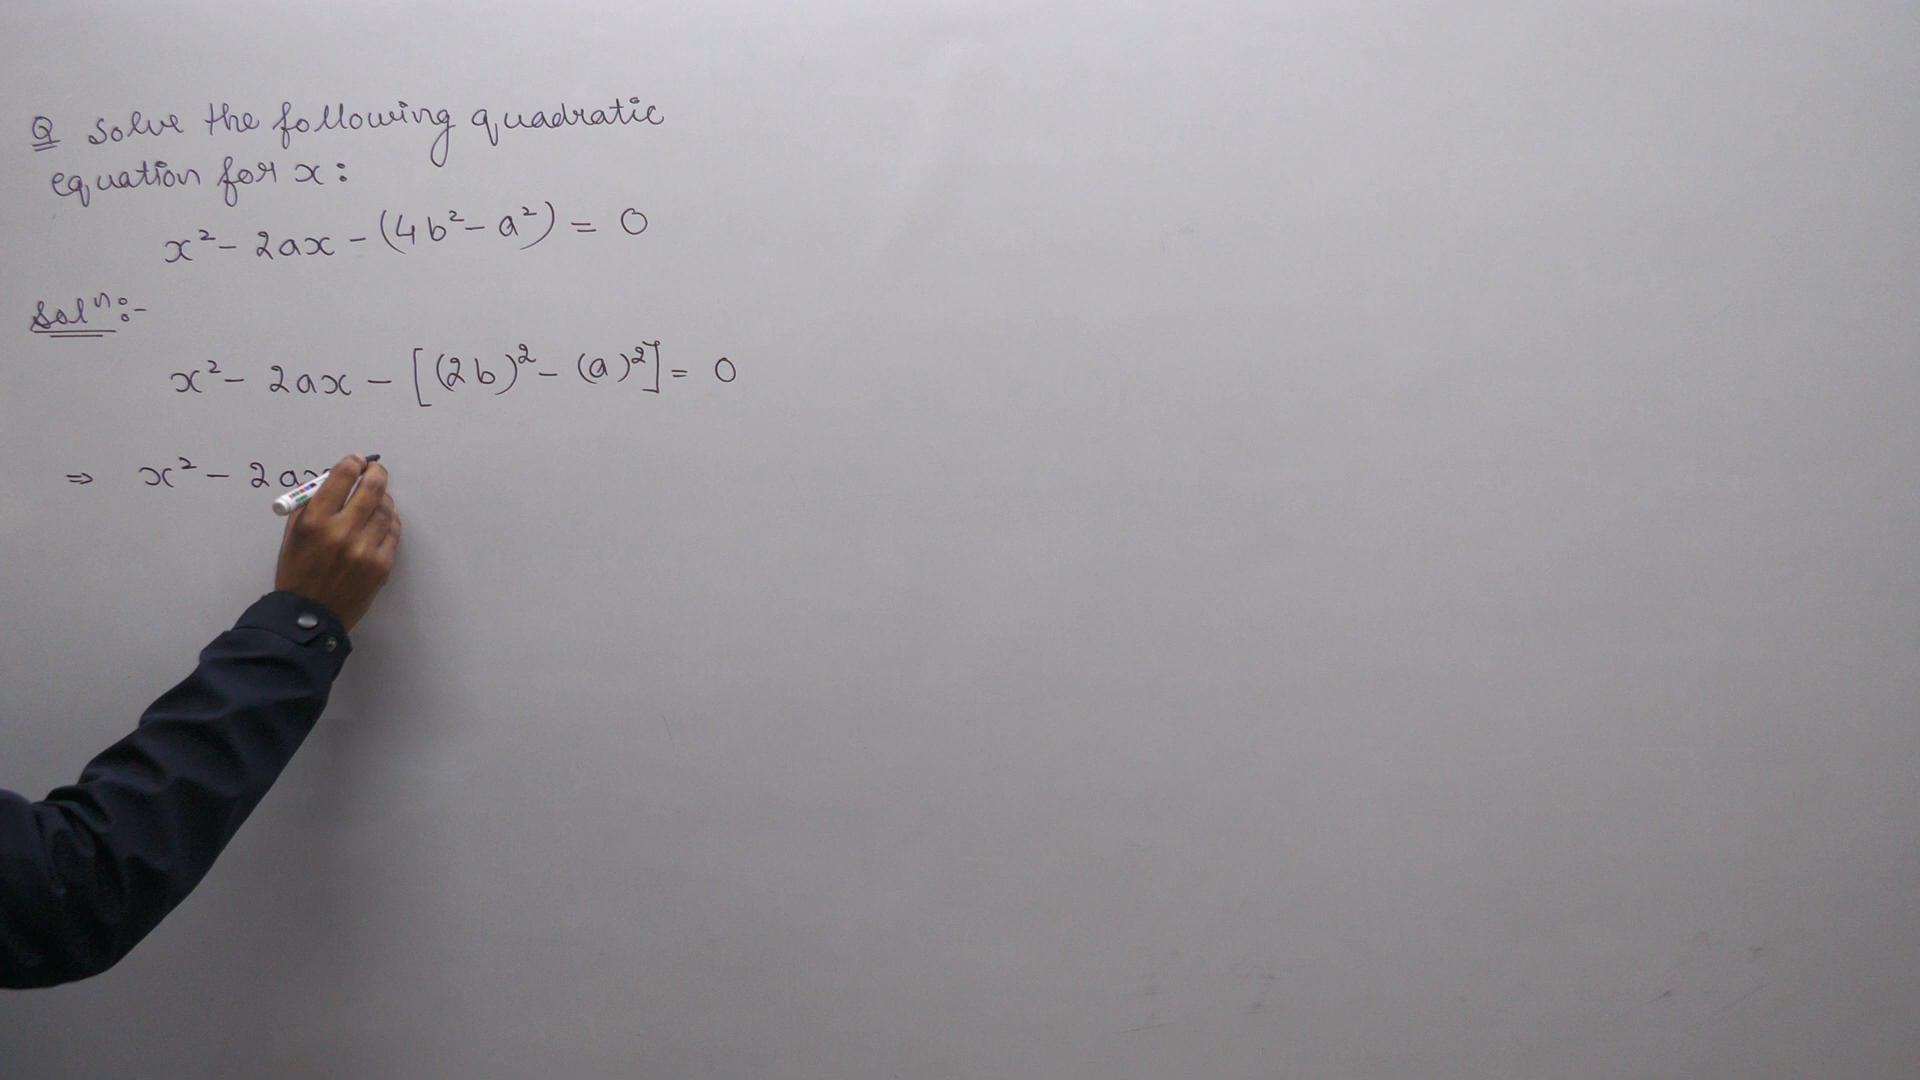 Q Solve the following quadratic
equation for x:
x² - 2ax - (4b² - a²) = 0
Solⁿ:-
x² - 2ax - [(2b)² - (a)²] = 0
⇒ x² - 2ax